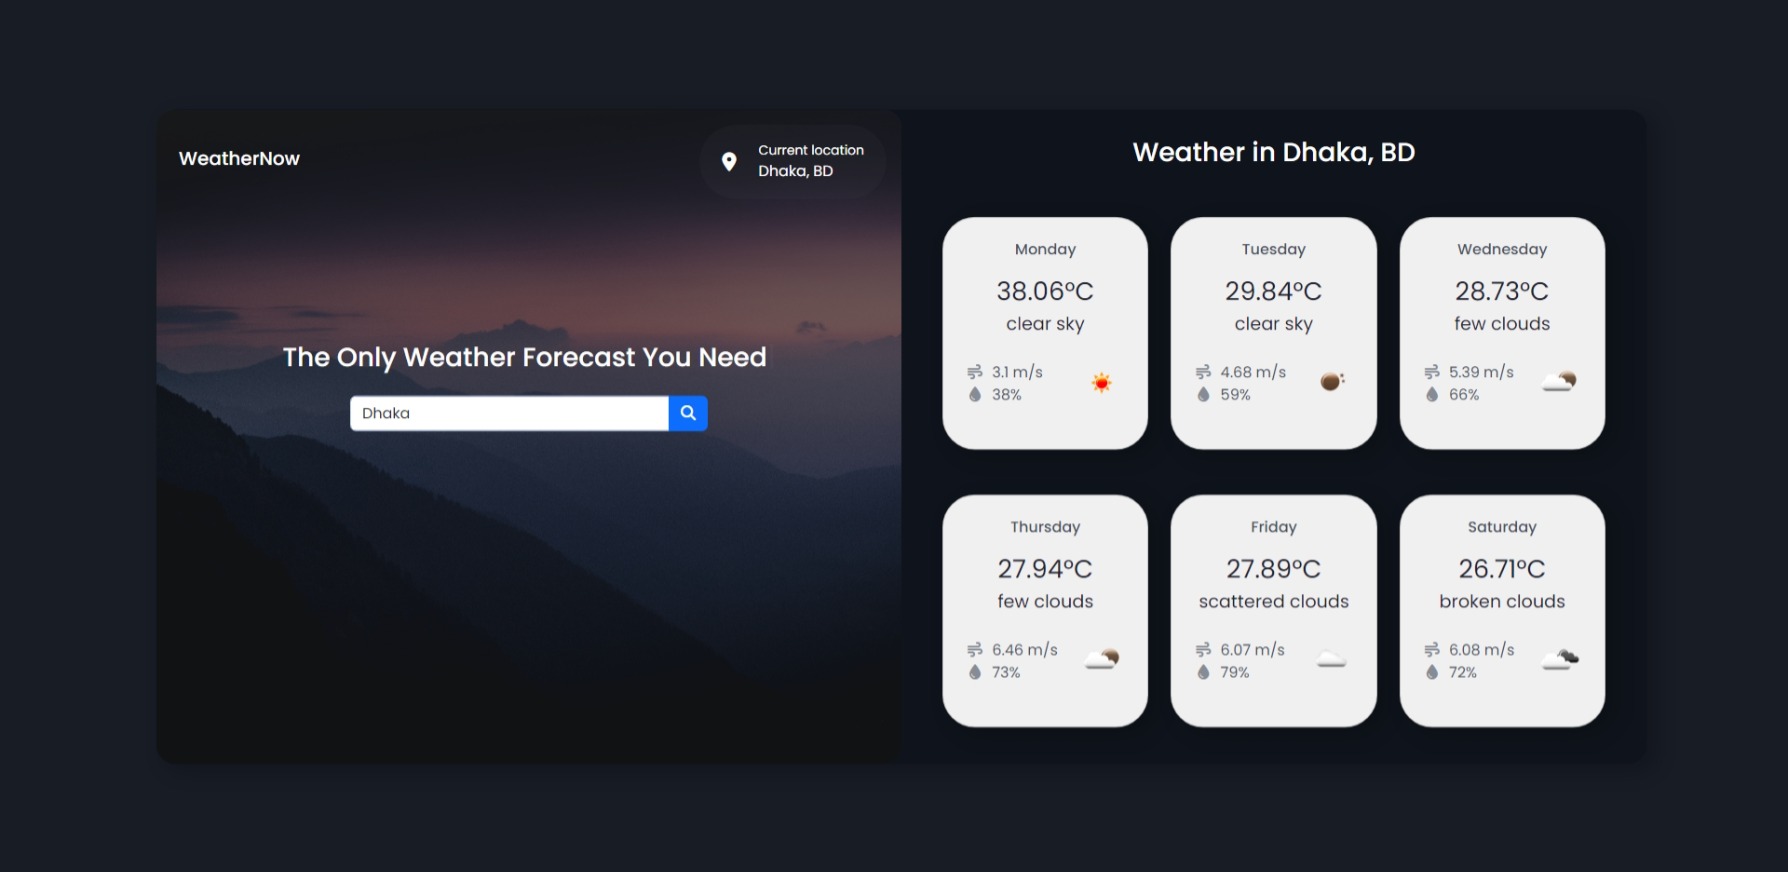 WeatherNow
Current location
Dhaka, BD
The Only Weather Forecast You Need
Dhaka
Weather in Dhaka, BD
Monday
38.06°C
clear sky
3.1 m/s
38%
Tuesday
29.84°C
clear sky
4.68 m/s
59%
Wednesday
28.73°C
few clouds
5.39 m/s
66%
Thursday
27.94°C
few clouds
6.46 m/s
73%
Friday
27.89°C
scattered clouds
6.07 m/s
79%
Saturday
26.71°C
broken clouds
6.08 m/s
72%